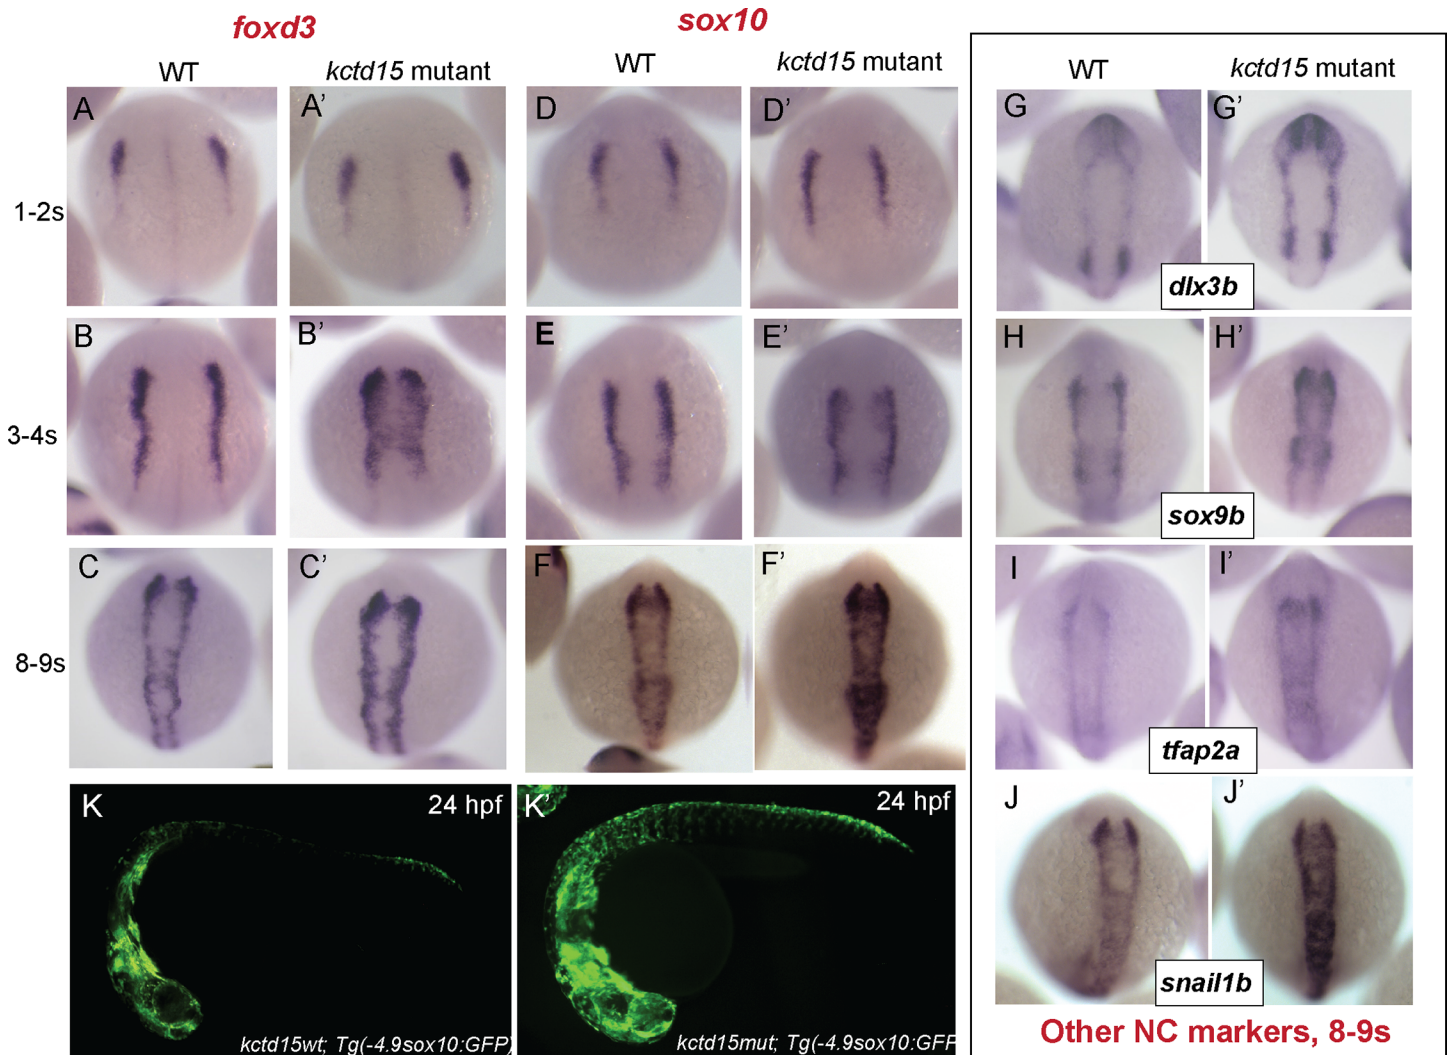 foxd3
sox10
WT
kctd15 mutant
WT
kctd15 mutant
WT
kctd15 mutant
A
A’
D
D’
G
G’
1-2s
dlx3b
B
B’
E
E’
H
H’
3-4s
sox9b
C
C’
F
F’
I
I’
8-9s
tfap2a
K
24 hpf
K’
24 hpf
J
J’
snail1b
kctd15wt; Tg(-4.9sox10:GFP)
kctd15mut; Tg(-4.9sox10:GFP
Other NC markers, 8-9s